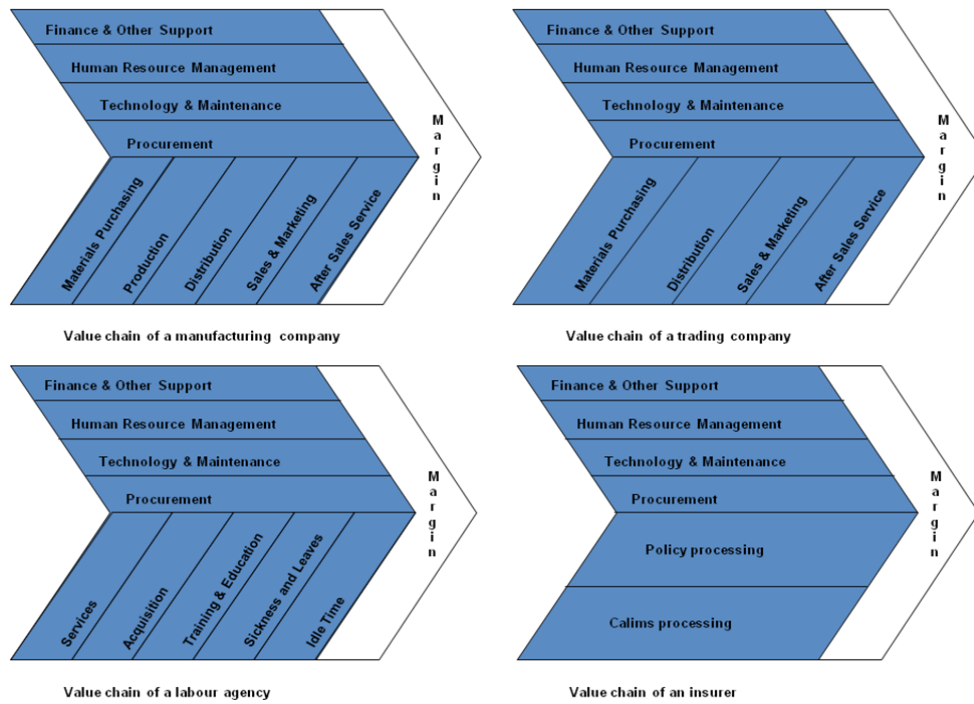 Finance & Other Support
Human Resource Management
Technology & Maintenance
Procurement
Materials Purchasing
Production
Distribution
Sales & Marketing
After Sales Service
Margin
Value chain of a manufacturing company
Finance & Other Support
Human Resource Management
Technology & Maintenance
Procurement
Materials Purchasing
Distribution
Sales & Marketing
After Sales Service
Margin
Value chain of a trading company
Finance & Other Support
Human Resource Management
Technology & Maintenance
Procurement
Services
Acquisition
Training & Education
Sickness and Leaves
Idle Time
Margin
Value chain of a labour agency
Finance & Other Support
Human Resource Management
Technology & Maintenance
Procurement
Policy processing
Calims processing
Margin
Value chain of an insurer